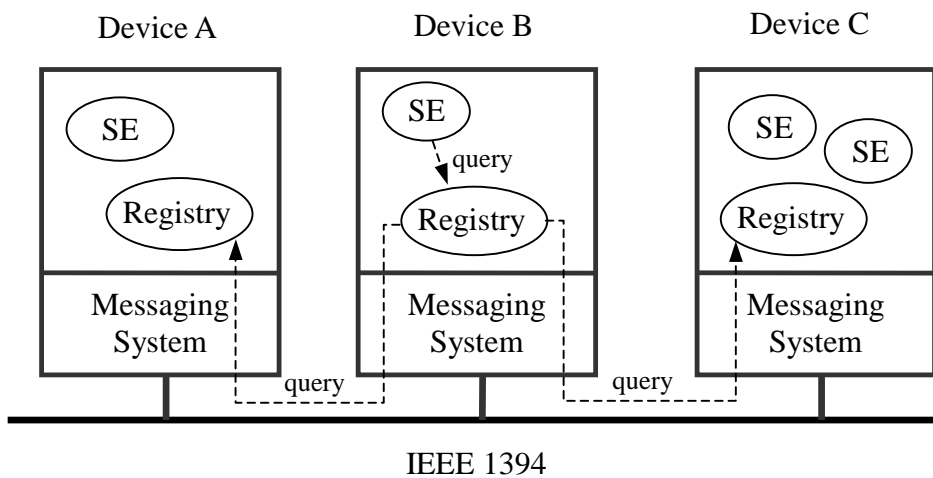 Device A
Device B
Device C
SE
SE
SE
SE
query
Registry
Registry
Registry
Messaging
System
Messaging
System
Messaging
System
query
query
IEEE 1394